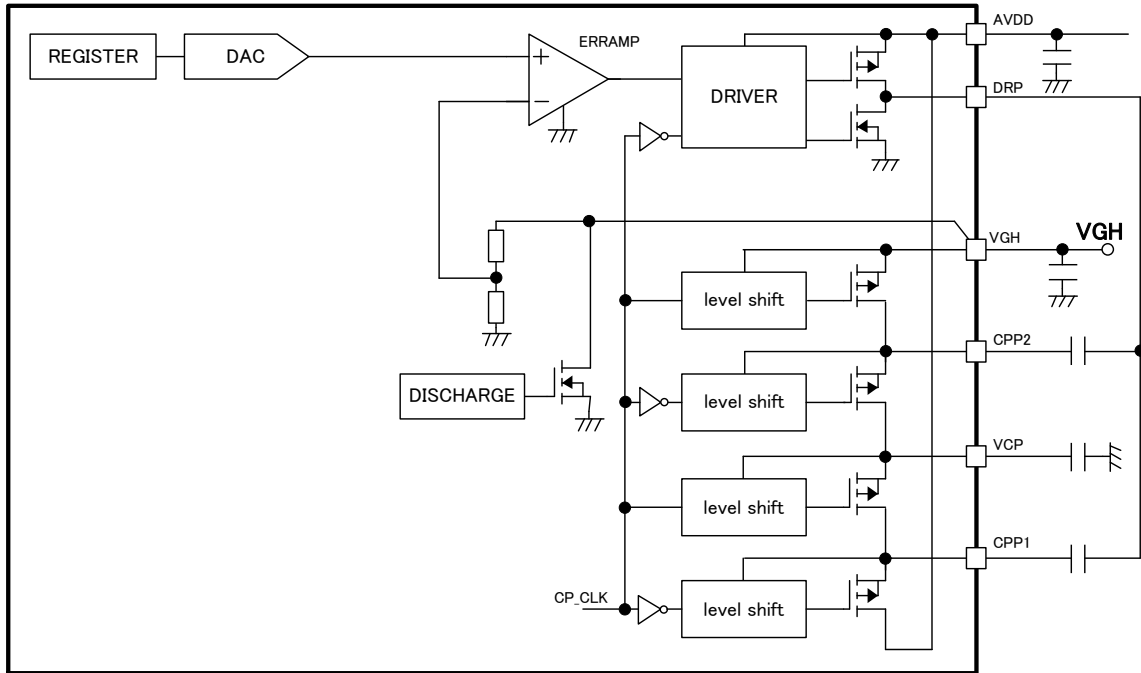 AVDD
REGISTER
DAC
ERRAMP
+
−
DRIVER
DRP
VGH
VGH
level shift
CPP2
DISCHARGE
level shift
VCP
level shift
CPP1
CP_CLK
level shift